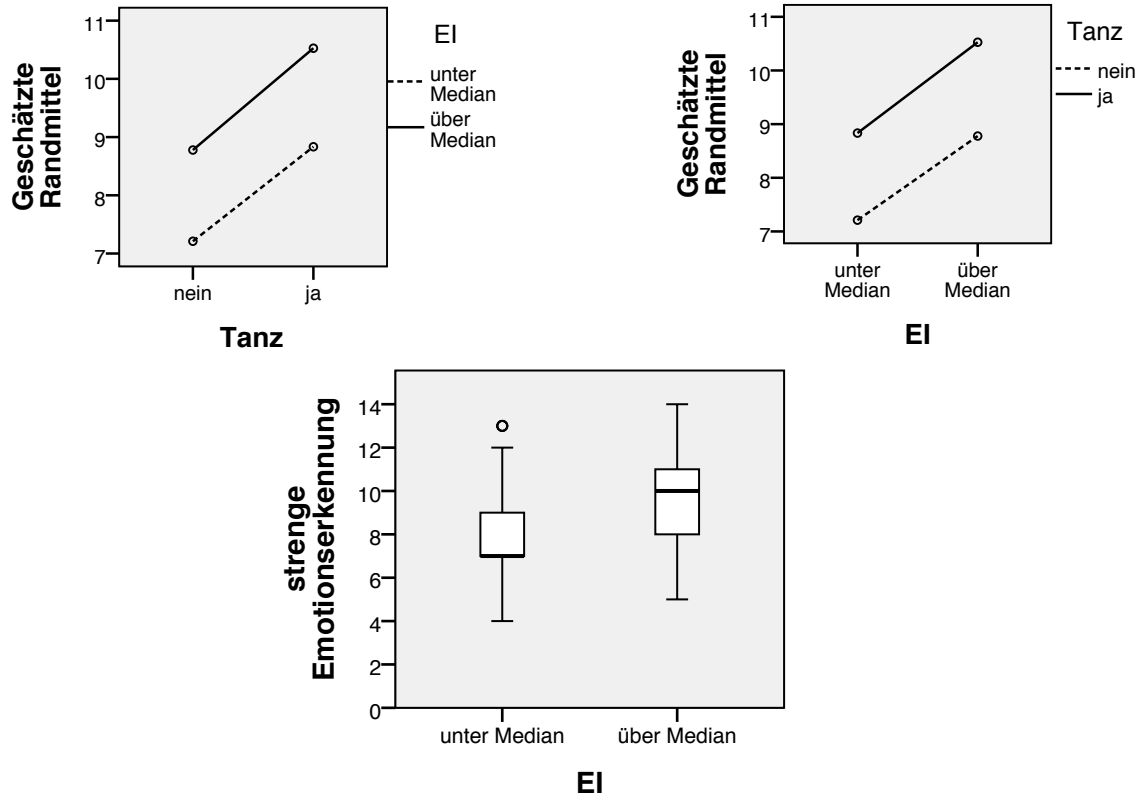 Geschätzte
Randmittel
11
10
9
8
7
nein
ja
Tanz
EI
unter
Median
über
Median
Geschätzte
Randmittel
11
10
9
8
7
unter
Median
über
Median
EI
Tanz
nein
ja
strenge
Emotionserkennung
14
12
10
8
6
4
2
0
unter Median
über Median
EI